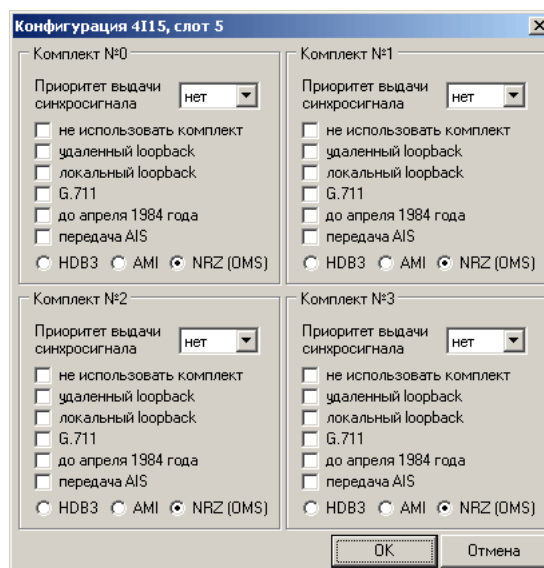 Конфигурация 4I15, слот 5
Комплект №0
Приоритет выдачи
синхросигнала
нет
не использовать комплект
удаленный loopback
локальный loopback
G.711
до апреля 1984 года
передача AIS
HDB3 AMI NRZ (OMS)
Комплект №1
Приоритет выдачи
синхросигнала
нет
не использовать комплект
удаленный loopback
локальный loopback
G.711
до апреля 1984 года
передача AIS
HDB3 AMI NRZ (OMS)
Комплект №2
Приоритет выдачи
синхросигнала
нет
не использовать комплект
удаленный loopback
локальный loopback
G.711
до апреля 1984 года
передача AIS
HDB3 AMI NRZ (OMS)
Комплект №3
Приоритет выдачи
синхросигнала
нет
не использовать комплект
удаленный loopback
локальный loopback
G.711
до апреля 1984 года
передача AIS
HDB3 AMI NRZ (OMS)
OK Отмена